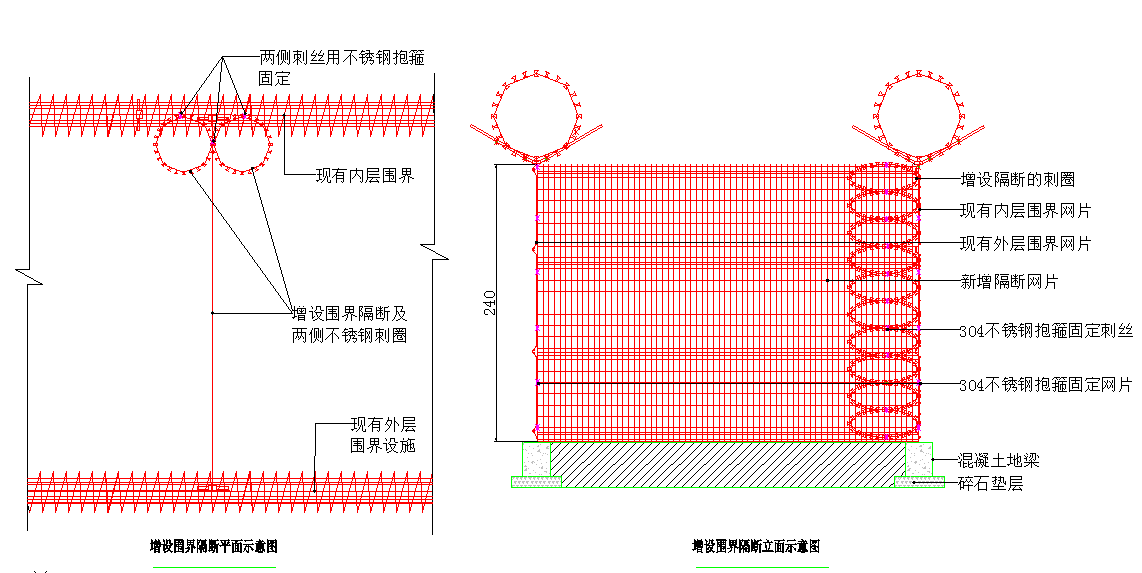 两侧刺丝用不锈钢抱箍
固定
现有内层围界
增设围界隔断及
两侧不锈钢刺圈
现有外层
围界设施
增设围界隔断平面示意图
240
增设隔断的刺圈
现有内层围界网片
现有外层围界网片
新增隔断网片
304不锈钢抱箍固定刺丝
304不锈钢抱箍固定网片
混凝土地梁
碎石垫层
增设围界隔断立面示意图